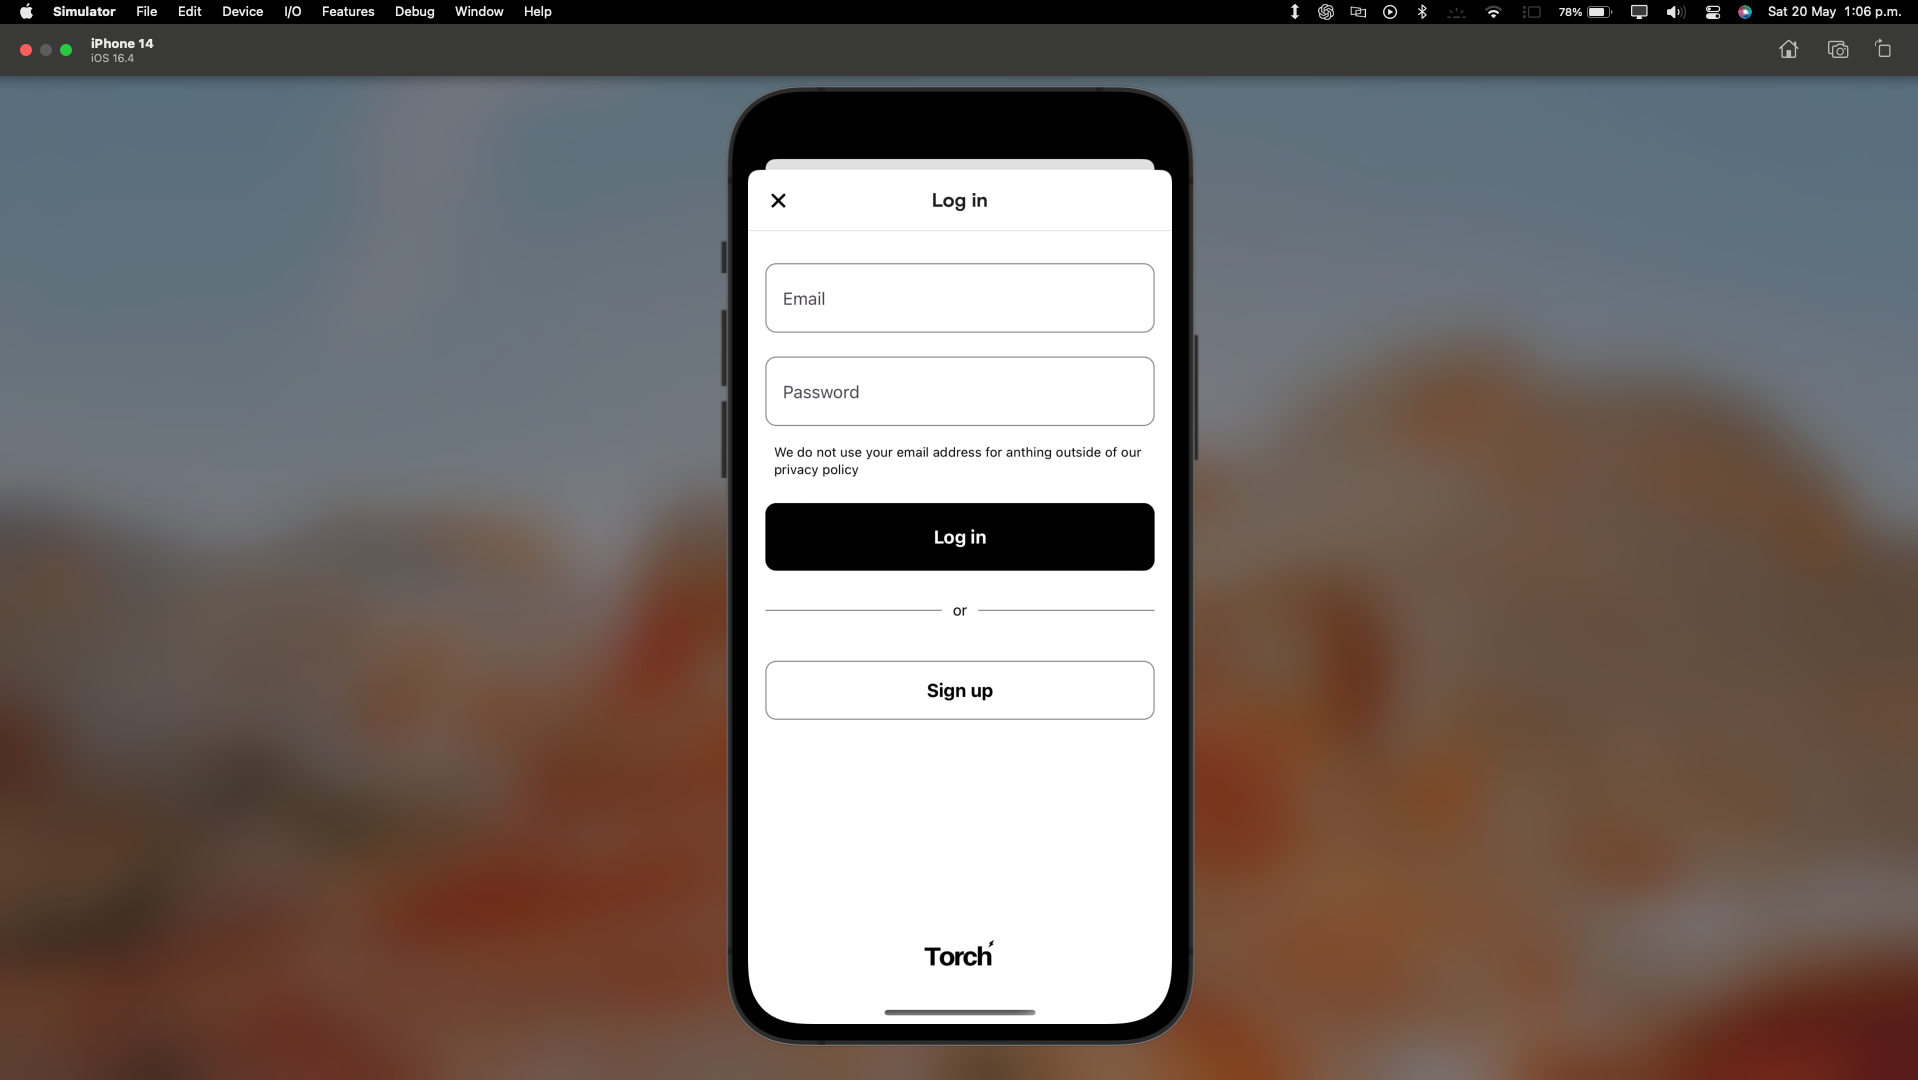 Simulator File Edit Device I/O Features Debug Window Help 78% Sat 20 May 1:06 p.m.
iPhone 14
iOS 16.4
Log in
Email
Password
We do not use your email address for anthing outside of our
privacy policy
Log in
or
Sign up
Torch